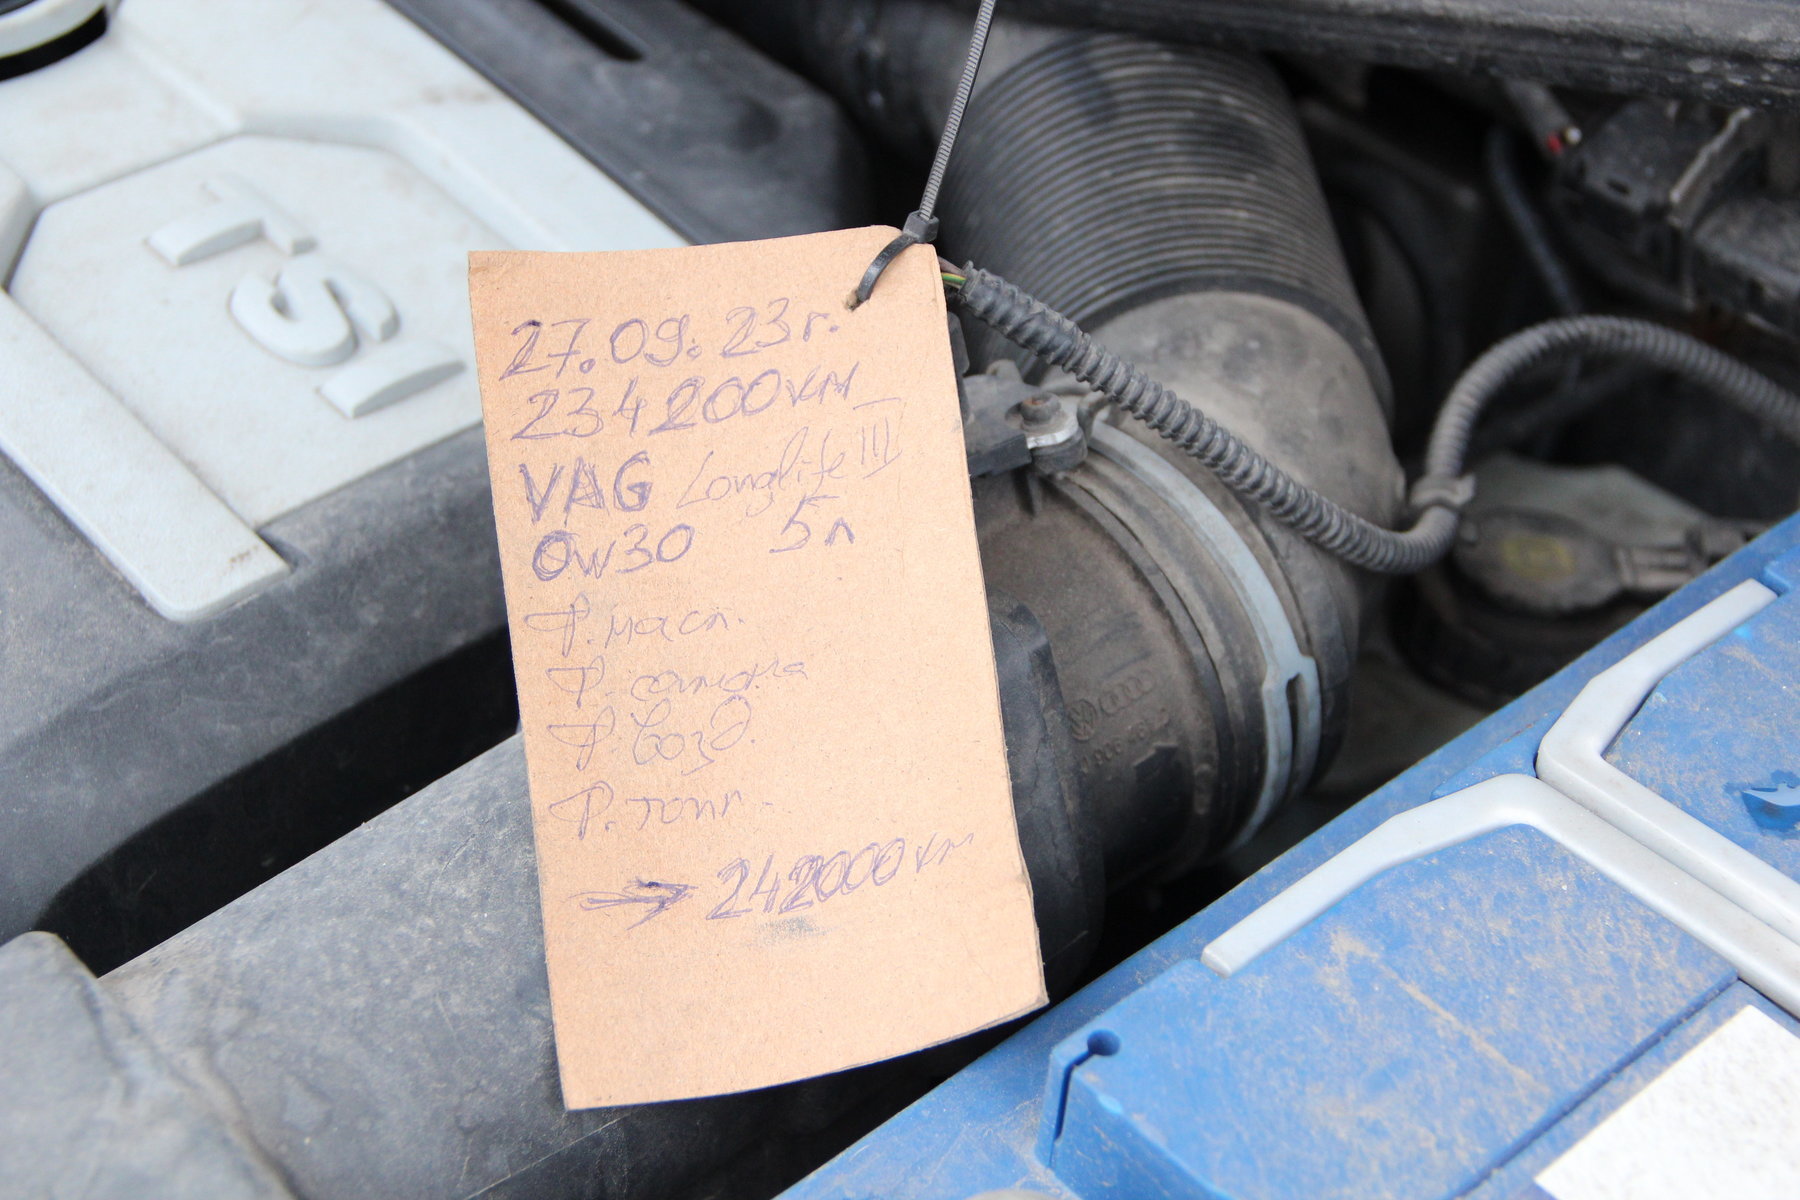 TSI
27.09.23г.
234200км
VAG Longlife III
0w30 5л
Ф.масл.
Ф.салона
Ф.возд.
Ф.топл.
→ 242000км